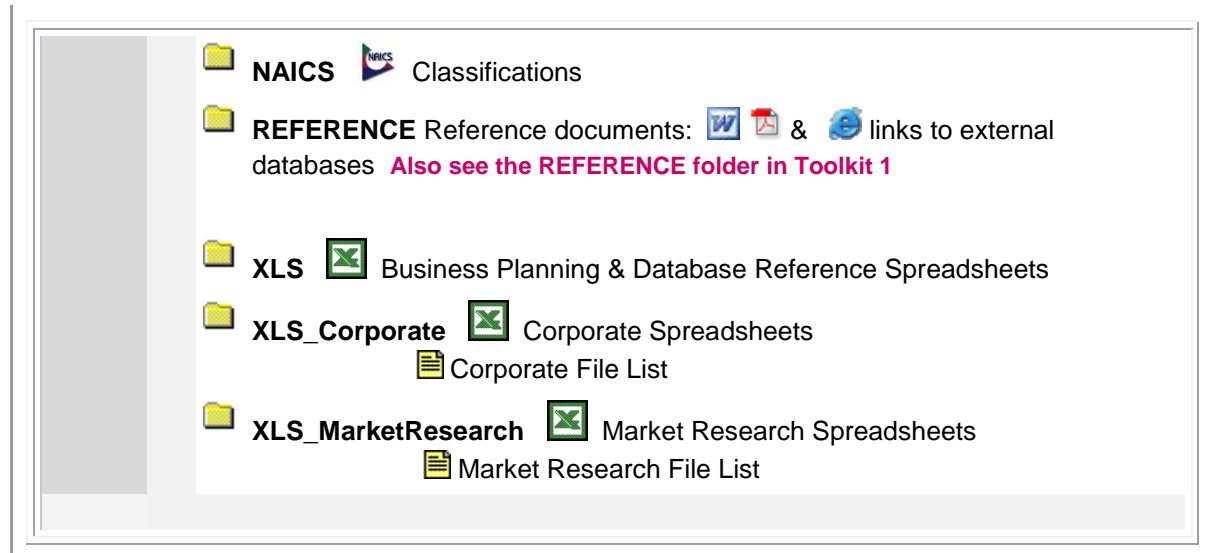 NAICS NAICS Classifications
REFERENCE Reference documents: W & e links to external
databases Also see the REFERENCE folder in Toolkit 1
XLS X Business Planning & Database Reference Spreadsheets
XLS_Corporate X Corporate Spreadsheets
Corporate File List
XLS_MarketResearch X Market Research Spreadsheets
Market Research File List